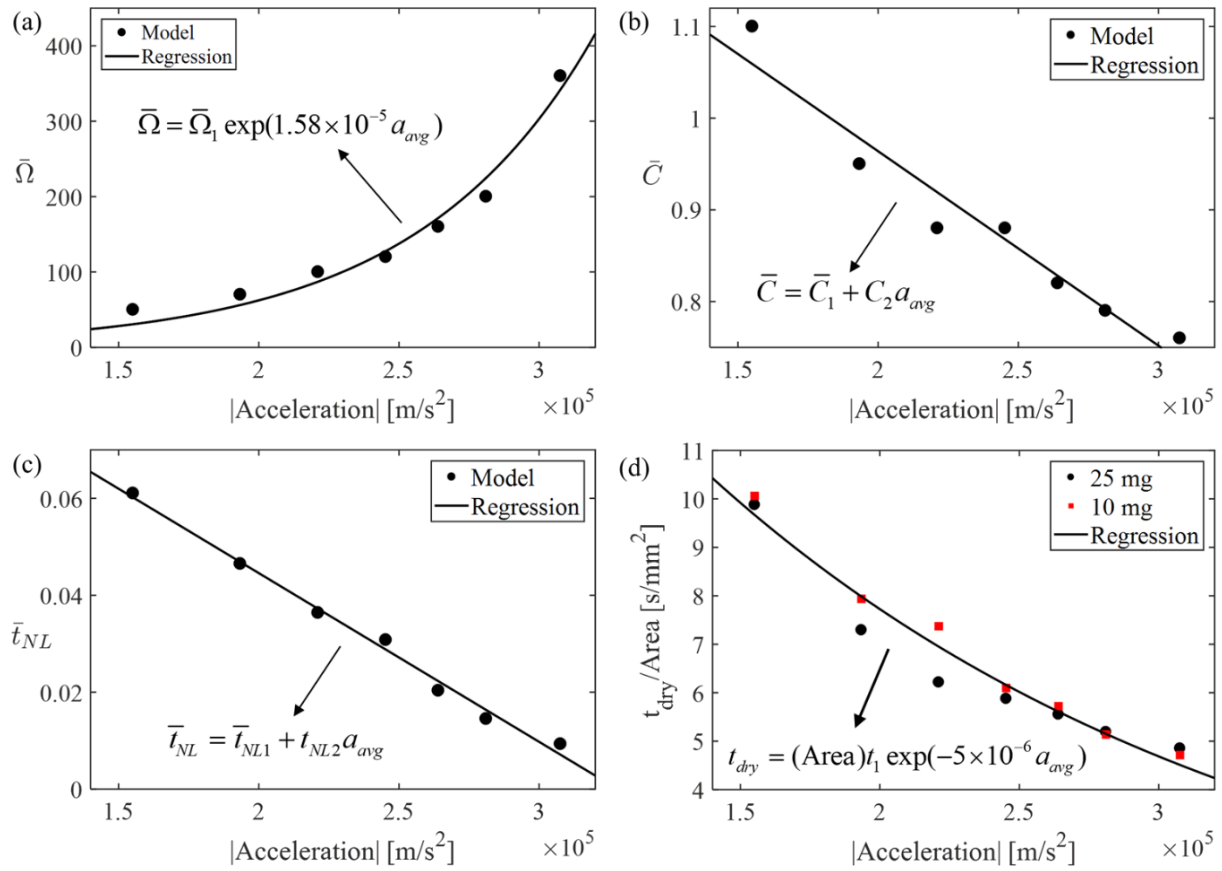 (a)
Model
Regression
Ω̄ = Ω̄₁ exp(1.58×10⁻⁵ a_avg)
Ω̄
400
300
200
100
0
1.5 2 2.5 3
×10⁵
|Acceleration| [m/s²]
(b)
Model
Regression
C̄ = C̄₁ + C₂ a_avg
C̄
1.1
1
0.9
0.8
1.5 2 2.5 3
×10⁵
|Acceleration| [m/s²]
(c)
Model
Regression
t̄_NL = t̄_NL1 + t_NL2 a_avg
t̄_NL
0.06
0.04
0.02
0
1.5 2 2.5 3
×10⁵
|Acceleration| [m/s²]
(d)
25 mg
10 mg
Regression
t_dry = (Area)t₁ exp(−5×10⁻⁶ a_avg)
t_dry/Area [s/mm²]
11
10
9
8
7
6
5
4
1.5 2 2.5 3
×10⁵
|Acceleration| [m/s²]